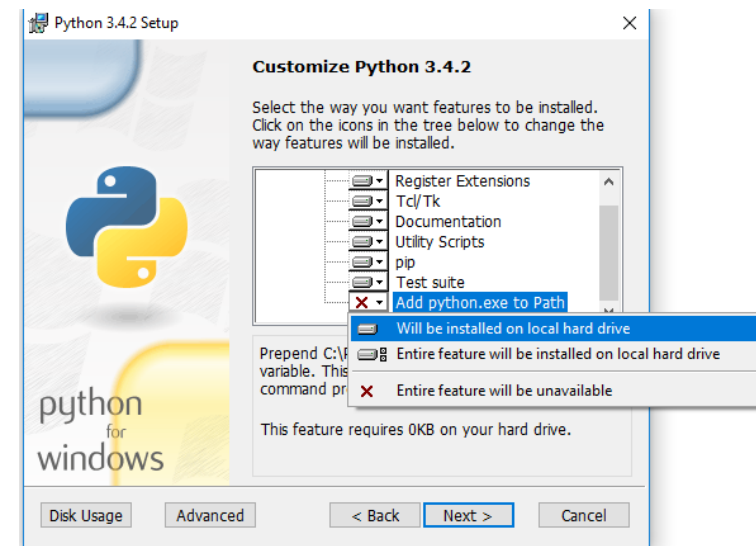 Python 3.4.2 Setup
Customize Python 3.4.2
Select the way you want features to be installed.
Click on the icons in the tree below to change the
way features will be installed.
Register Extensions
Tcl/Tk
Documentation
Utility Scripts
pip
Test suite
Add python.exe to Path
Will be installed on local hard drive
Entire feature will be installed on local hard drive
Entire feature will be unavailable
Prepend C:\
variable. This
command
This feature requires 0KB on your hard drive.
python
for
windows
Disk Usage
Advanced
< Back
Next >
Cancel